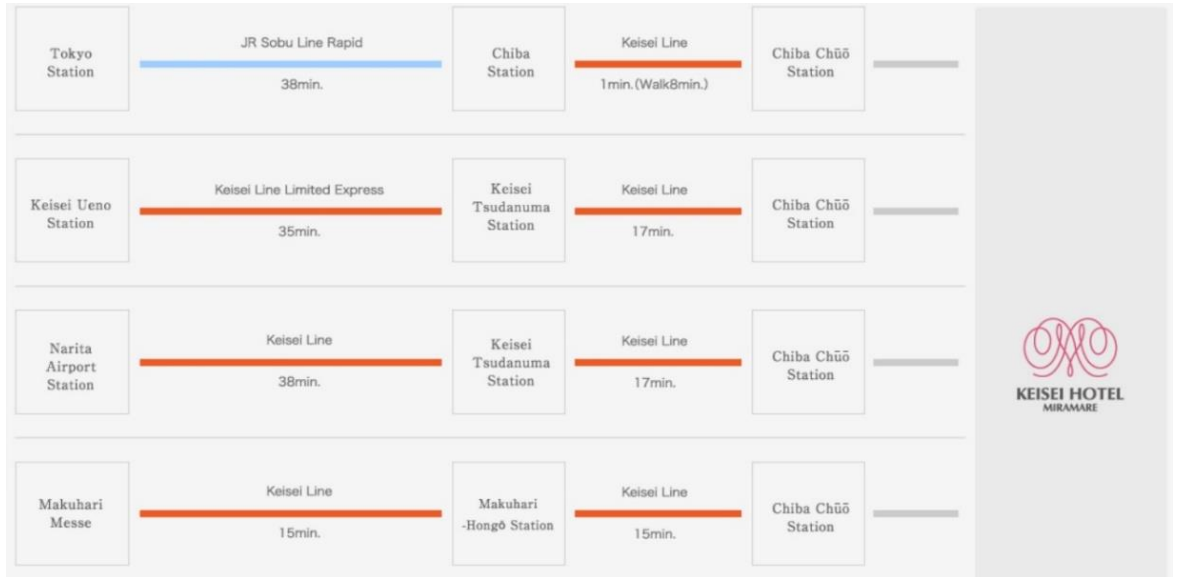 Tokyo
Station
JR Sobu Line Rapid
38min.
Chiba
Station
Keisei Line
1min.(Walk8min.)
Chiba Chūō
Station
Keisei Ueno
Station
Keisei Line Limited Express
35min.
Keisei
Tsudanuma
Station
Keisei Line
17min.
Chiba Chūō
Station
Narita
Airport
Station
Keisei Line
38min.
Keisei
Tsudanuma
Station
Keisei Line
17min.
Chiba Chūō
Station
Makuhari
Messe
Keisei Line
15min.
Makuhari
-Hongō Station
Keisei Line
15min.
Chiba Chūō
Station
KEISEI HOTEL
MIRAMARE